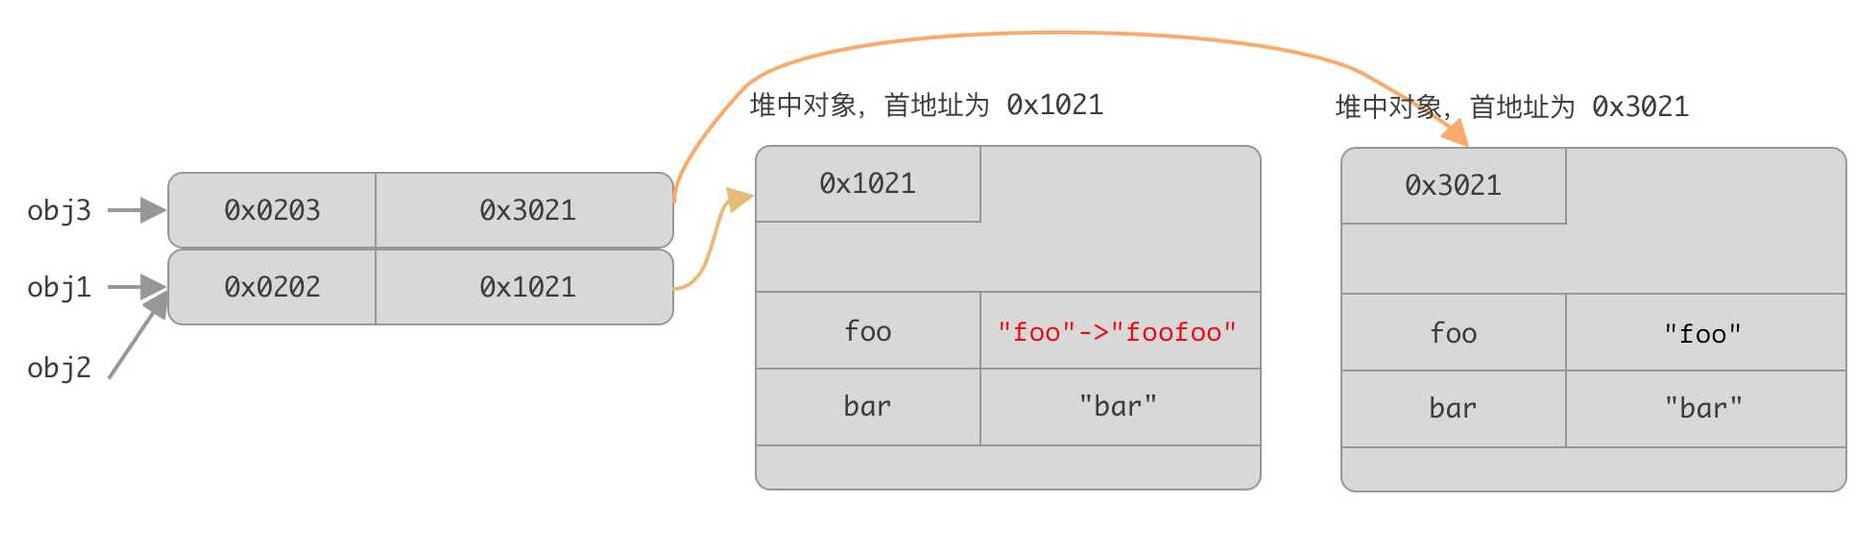 堆中对象，首地址为 0x1021
堆中对象，首地址为 0x3021
obj3
0x0203
0x3021
obj1
0x0202
0x1021
obj2
0x1021
foo
"foo"->"foofoo"
bar
"bar"
0x3021
foo
"foo"
bar
"bar"